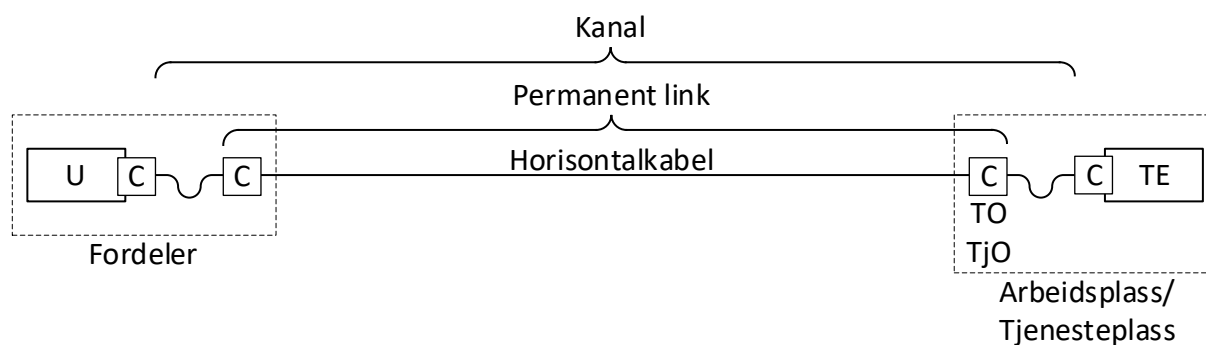 Kanal
Permanent link
Horisontalkabel
U C C C C TE
TO
TjO
Fordeler
Arbeidsplass/
Tjenesteplass